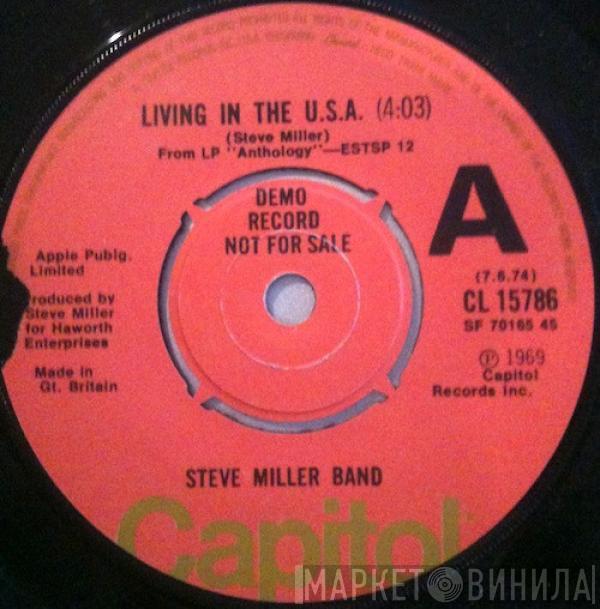 LIVING IN THE U.S.A. (4:03)
(Steve Miller)
From LP "Anthology"—ESTSP 12
DEMO
RECORD
NOT FOR SALE
A
Apple Publg.
Limited
roduced by
Steve Miller
for Haworth
Enterprises
Made in
Gt. Britain
(7.6.74)
CL 15786
SF 70165 45
Ⓟ 1969
Capitol
Records Inc.
STEVE MILLER BAND
Capitol
МАРКЕТ ВИНИЛА